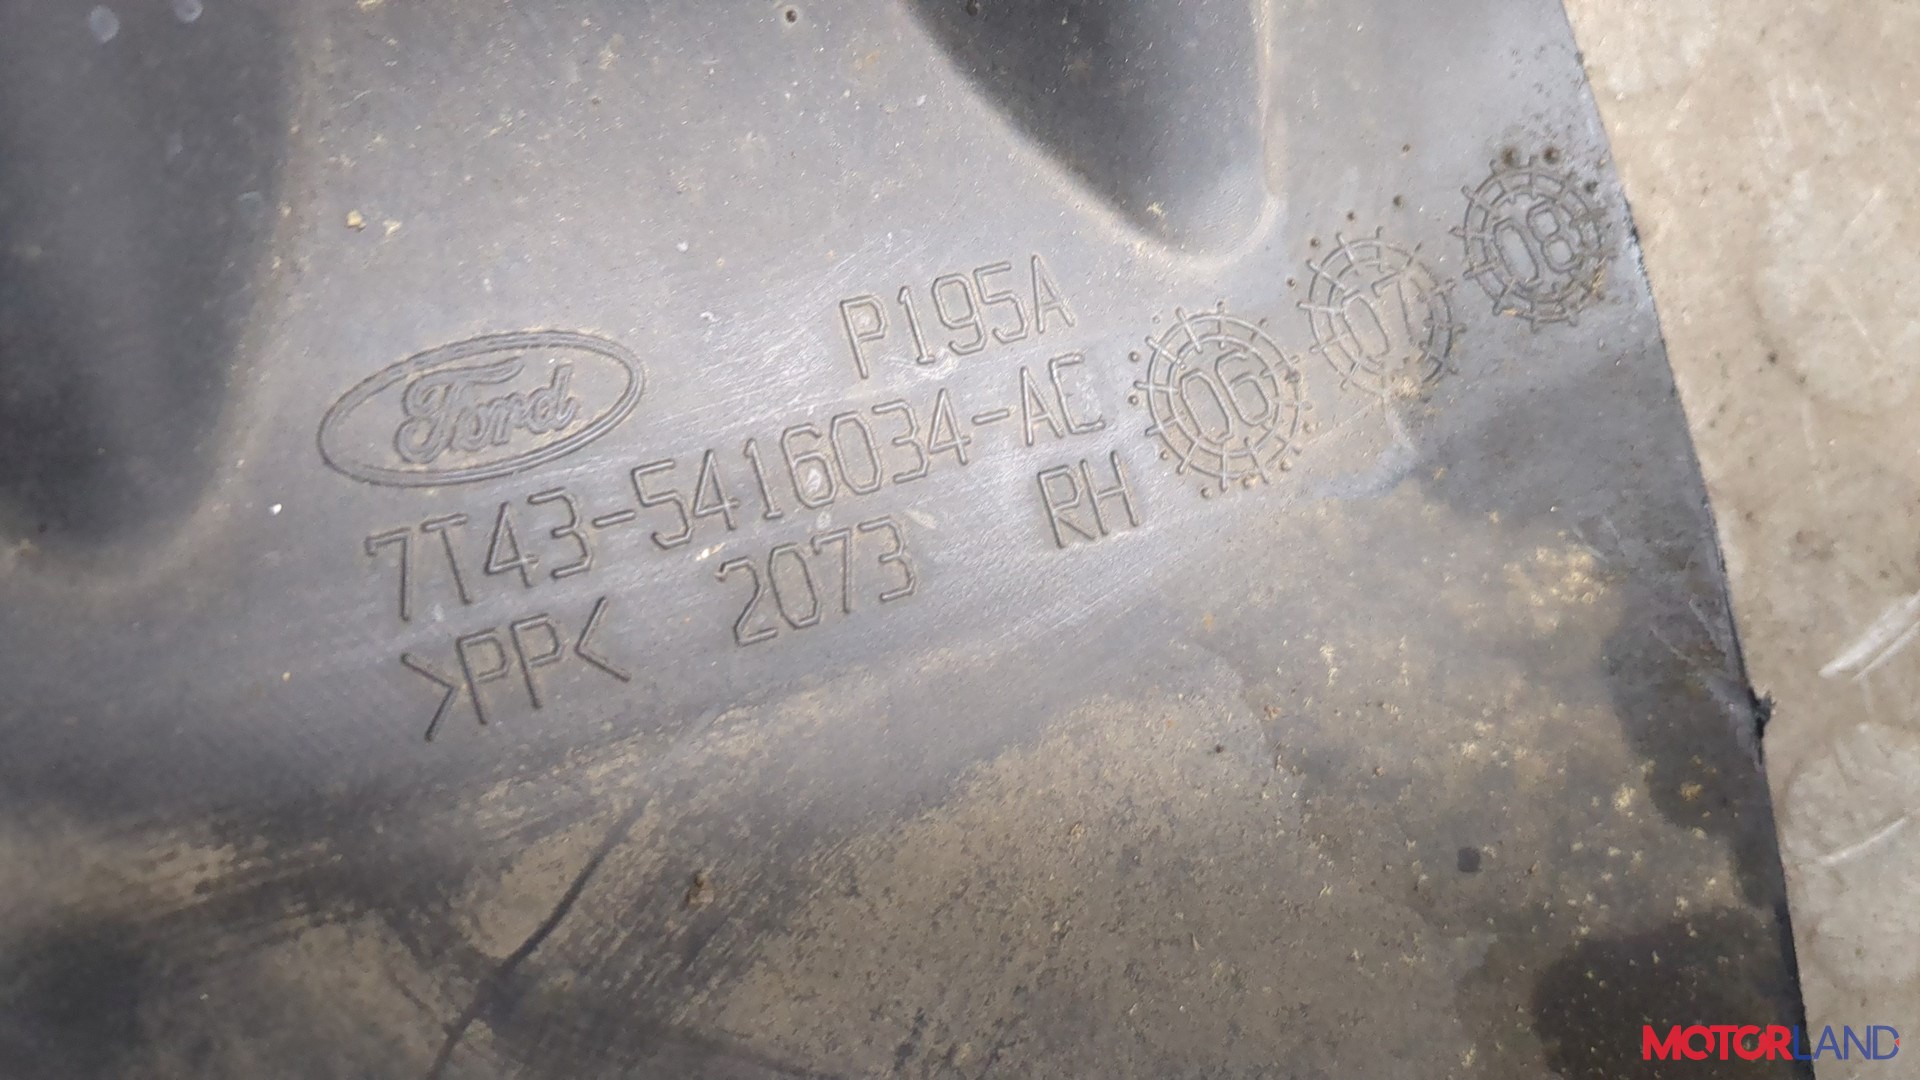 Ford
P195A
7T43-5416034-AC
06 07 08
2073 RH
>PP<
MOTORLAND